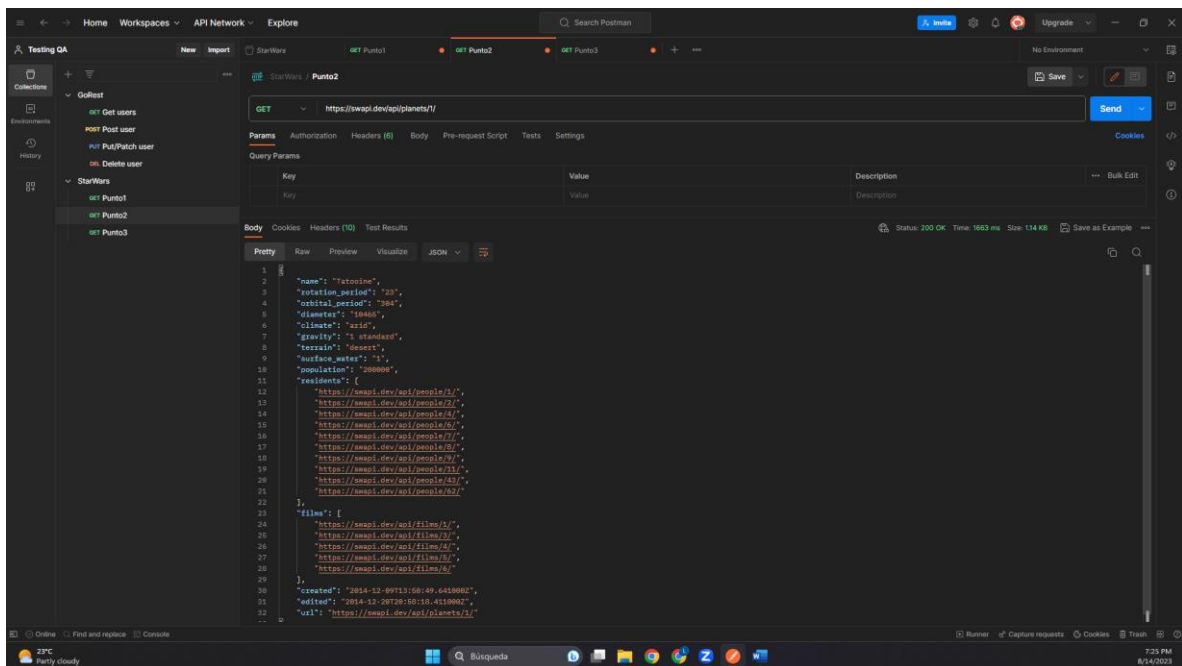 Home Workspaces API Network Explore Search Postman Invite Upgrade
Testing QA New Import StarWars GET Punto1 GET Punto2 GET Punto3 No Environment
Collections
Environments
History
GoRest
GET Get users
POST Post user
PUT Put/Patch user
DEL Delete user
StarWars
GET Punto1
GET Punto2
GET Punto3
StarWars / Punto2 Save
GET https://swapi.dev/api/planets/1/ Send
Params Authorization Headers (6) Body Pre-request Script Tests Settings Cookies
Query Params
Key Value Description Bulk Edit
Key Value Description
Body Cookies Headers (10) Test Results Status: 200 OK Time: 1663 ms Size: 1.14 KB Save as Example
Pretty Raw Preview Visualize JSON
1
2 "name": "Tatooine",
3 "rotation_period": "23",
4 "orbital_period": "304",
5 "diameter": "10465",
6 "climate": "arid",
7 "gravity": "1 standard",
8 "terrain": "desert",
9 "surface_water": "1",
10 "population": "200000",
11 "residents": [
12 "https://swapi.dev/api/people/1/",
13 "https://swapi.dev/api/people/2/",
14 "https://swapi.dev/api/people/4/",
15 "https://swapi.dev/api/people/6/",
16 "https://swapi.dev/api/people/7/",
17 "https://swapi.dev/api/people/8/",
18 "https://swapi.dev/api/people/9/",
19 "https://swapi.dev/api/people/11/",
20 "https://swapi.dev/api/people/43/",
21 "https://swapi.dev/api/people/62/"
22 ],
23 "films": [
24 "https://swapi.dev/api/films/1/",
25 "https://swapi.dev/api/films/3/",
26 "https://swapi.dev/api/films/4/",
27 "https://swapi.dev/api/films/5/",
28 "https://swapi.dev/api/films/6/"
29 ],
30 "created": "2014-12-09T13:50:49.641000Z",
31 "edited": "2014-12-20T20:58:18.411000Z",
32 "url": "https://swapi.dev/api/planets/1/"
Online Find and replace Console Runner Capture requests Cookies Trash
23°C
Partly cloudy
Búsqueda
7:25 PM
8/14/2023